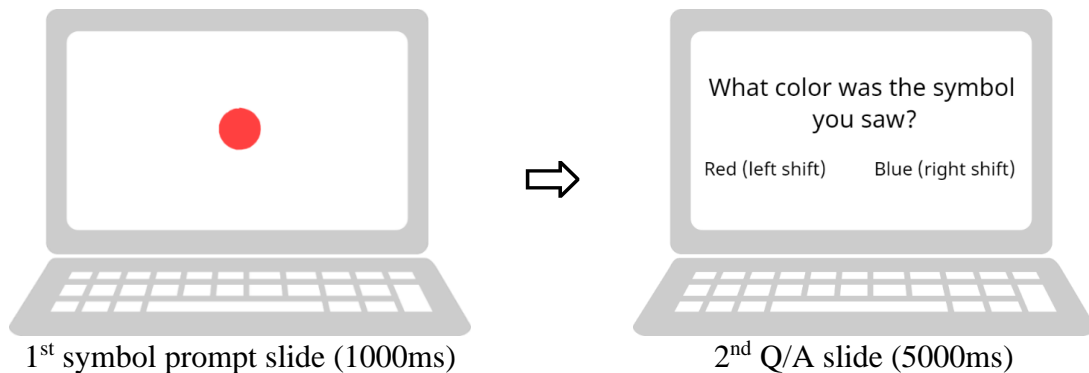 What color was the symbol
you saw?
Red (left shift) Blue (right shift)
1st symbol prompt slide (1000ms)
2nd Q/A slide (5000ms)